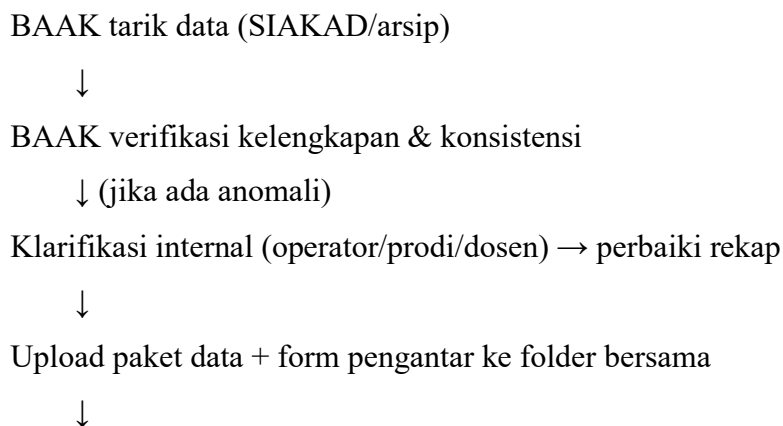 BAAK tarik data (SIAKAD/arsip)
↓
BAAK verifikasi kelengkapan & konsistensi
↓ (jika ada anomali)
Klarifikasi internal (operator/prodi/dosen) → perbaiki rekap
↓
Upload paket data + form pengantar ke folder bersama
↓